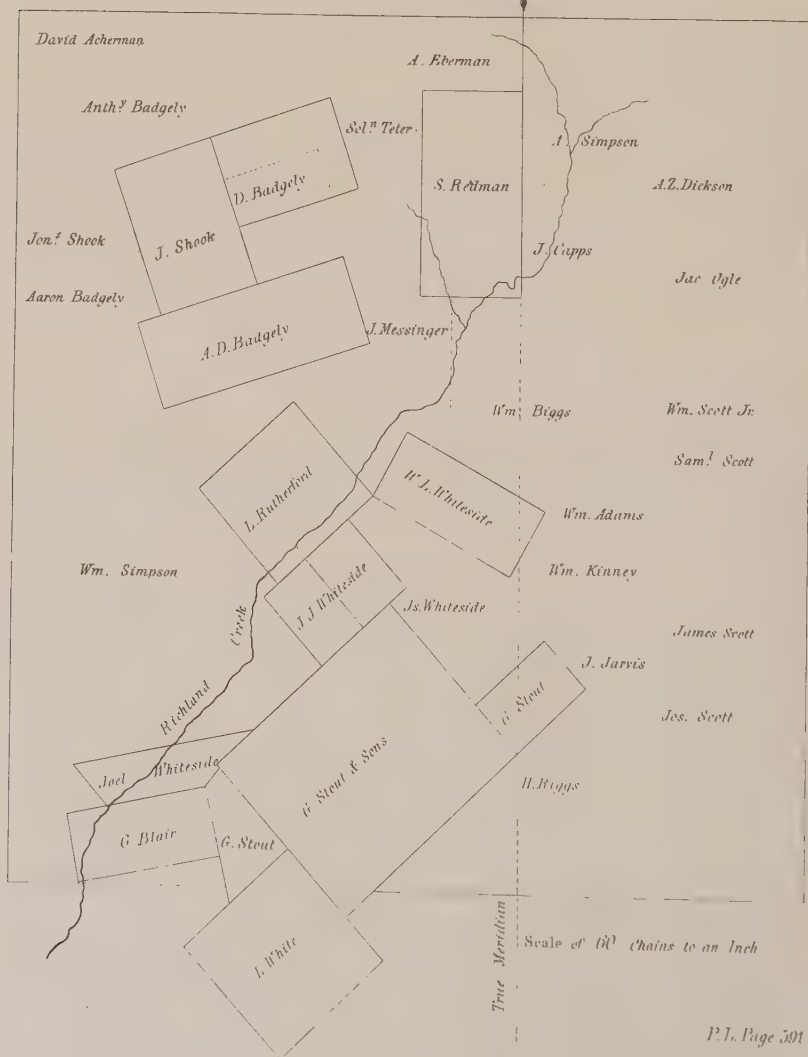 David Acherman
A. Eberman
Anth.y Badgely
Sol.n Teter
A. Simpson
D. Badgely
S. Redman
A.Z. Dickson
Jon.s Shook
J. Shook
J. Capps
Jac Ogle
Aaron Badgely
A.D. Badgely
J. Messinger
Wm. Biggs
Wm. Scott Jr.
Sam.l Scott
L. Rutherford
W. L. Whiteside
Wm. Adams
Wm. Simpson
Wm. Kinney
J J Whiteside
Js. Whiteside
Richland Creek
James Scott
J. Jarvis
G Stout
Jos. Scott
Joel Whiteside
G Stout & Sons
G Blair
G. Stout
White
True Meridian
Scale of 60 Chains to an Inch
P. L. Page 591